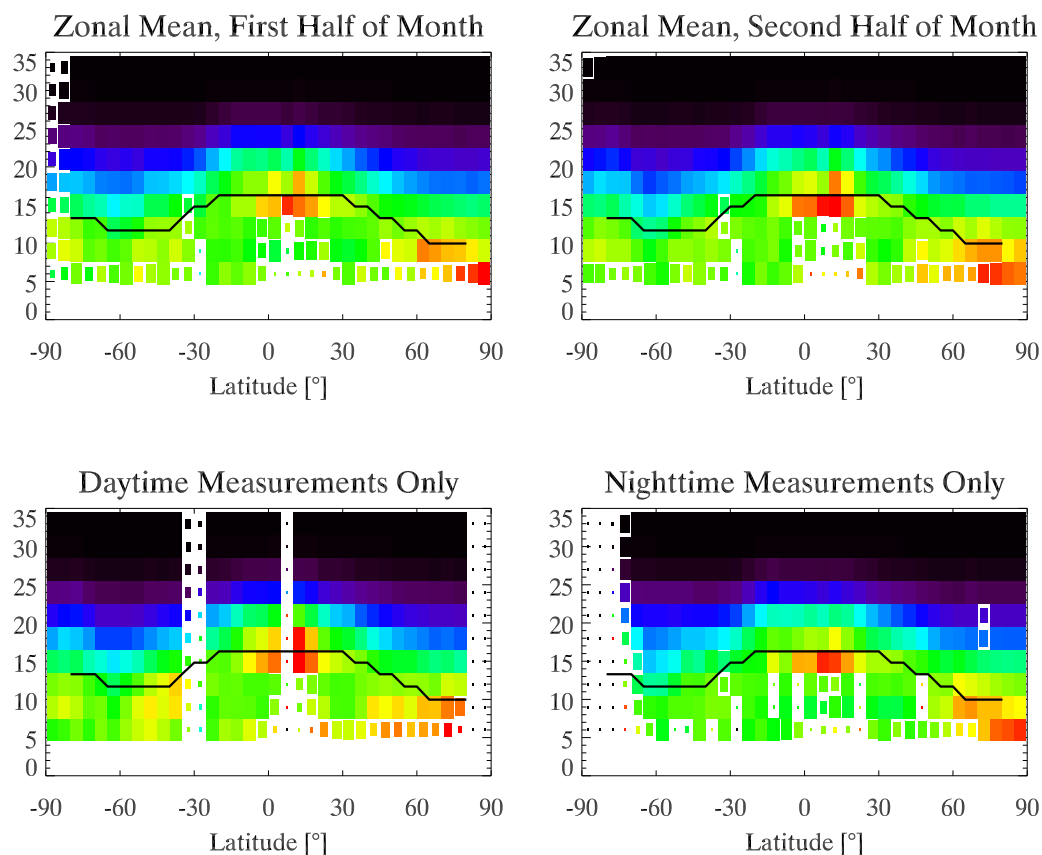 Zonal Mean, First Half of Month
Zonal Mean, Second Half of Month
35
30
25
20
15
10
5
0
-90 -60 -30 0 30 60 90
Latitude [°]
35
30
25
20
15
10
5
0
-90 -60 -30 0 30 60 90
Latitude [°]
Daytime Measurements Only
Nighttime Measurements Only
35
30
25
20
15
10
5
0
-90 -60 -30 0 30 60 90
Latitude [°]
35
30
25
20
15
10
5
0
-90 -60 -30 0 30 60 90
Latitude [°]